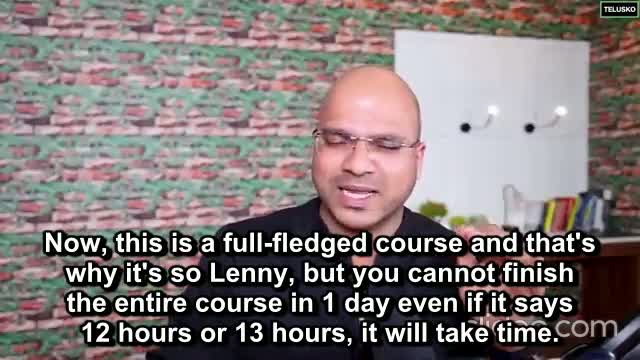 TELUSKO
Now, this is a full-fledged course and that's
why it's so Lenny, but you cannot finish
the entire course in 1 day even if it says
12 hours or 13 hours, it will take time.